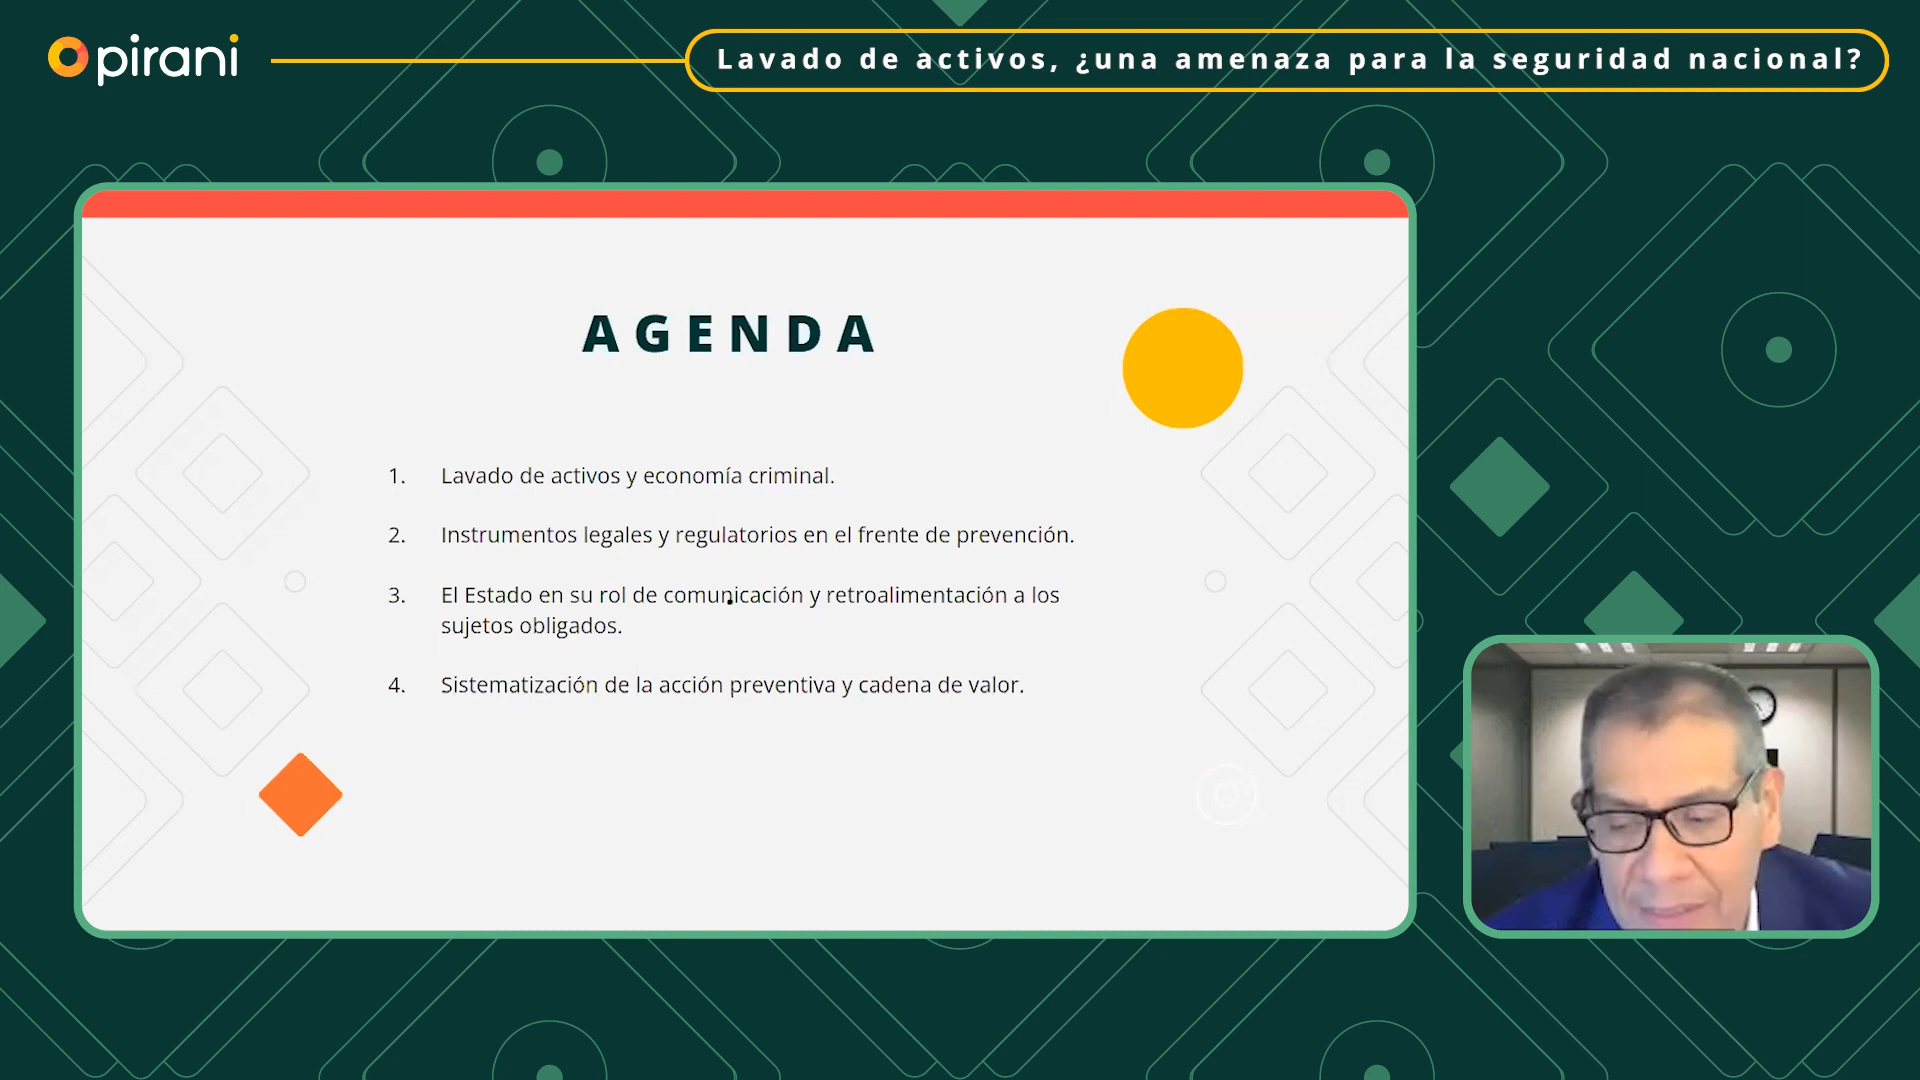 pirani
Lavado de activos, ¿una amenaza para la seguridad nacional?
AGENDA
1. Lavado de activos y economía criminal.
2. Instrumentos legales y regulatorios en el frente de prevención.
3. El Estado en su rol de comunicación y retroalimentación a los
sujetos obligados.
4. Sistematización de la acción preventiva y cadena de valor.